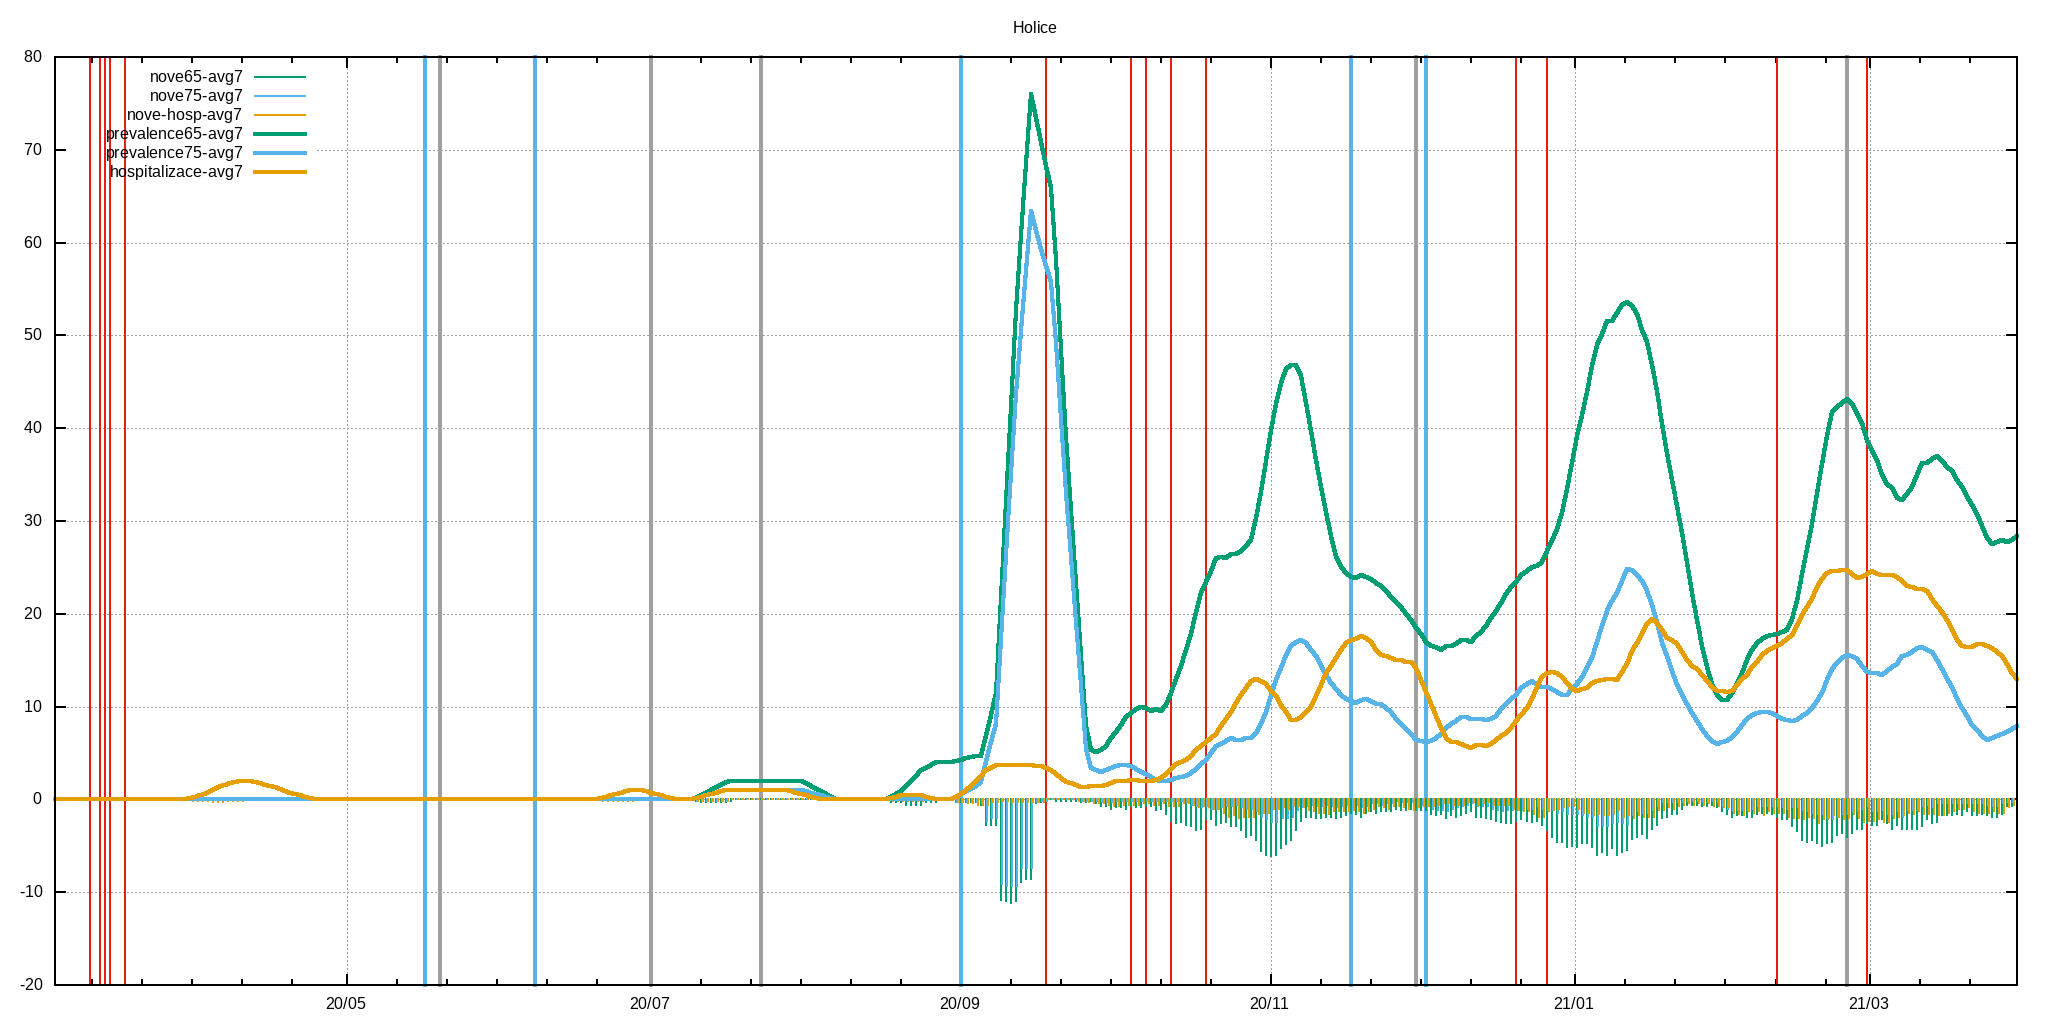 Holice
80
nove65-avg7
nove75-avg7
nove-hosp-avg7
prevalence65-avg7
prevalence75-avg7
hospitalizace-avg7
70
60
50
40
30
20
10
0
-10
-20
20/05 20/07 20/09 20/11 21/01 21/03